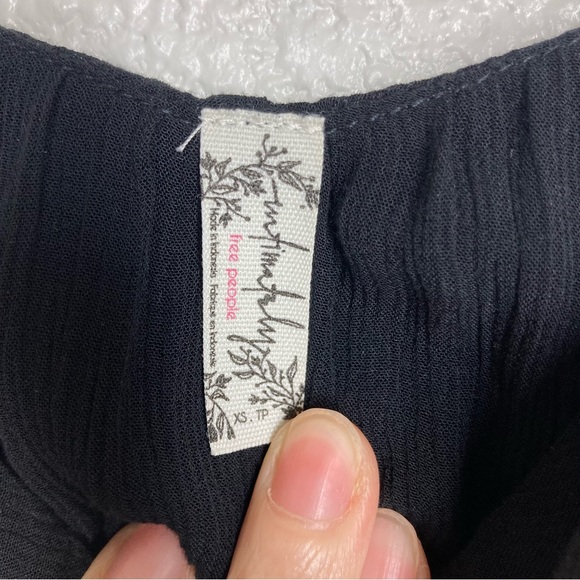 intimately
free people
Made in Indonesia . Fabriqué en Indonésie
XS . TP